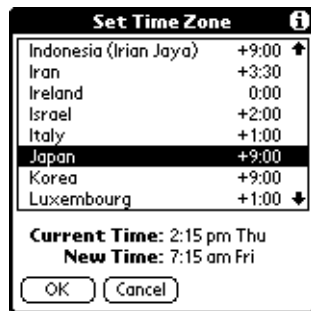 Set Time Zone
Indonesia (Irian Jaya) +9:00
Iran +3:30
Ireland 0:00
Israel +2:00
Italy +1:00
Japan +9:00
Korea +9:00
Luxembourg +1:00
Current Time: 2:15 pm Thu
New Time: 7:15 am Fri
OK Cancel